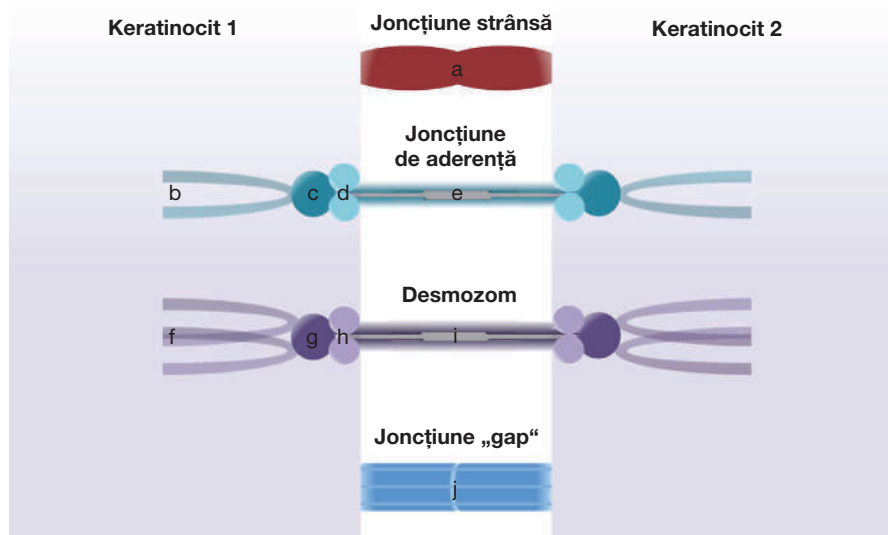 Keratinocit 1
Joncțiune strânsă
Keratinocit 2
a
Joncțiune
de aderență
b
c
d
e
Desmozom
f
g
h
i
Joncțiune „gap“
j